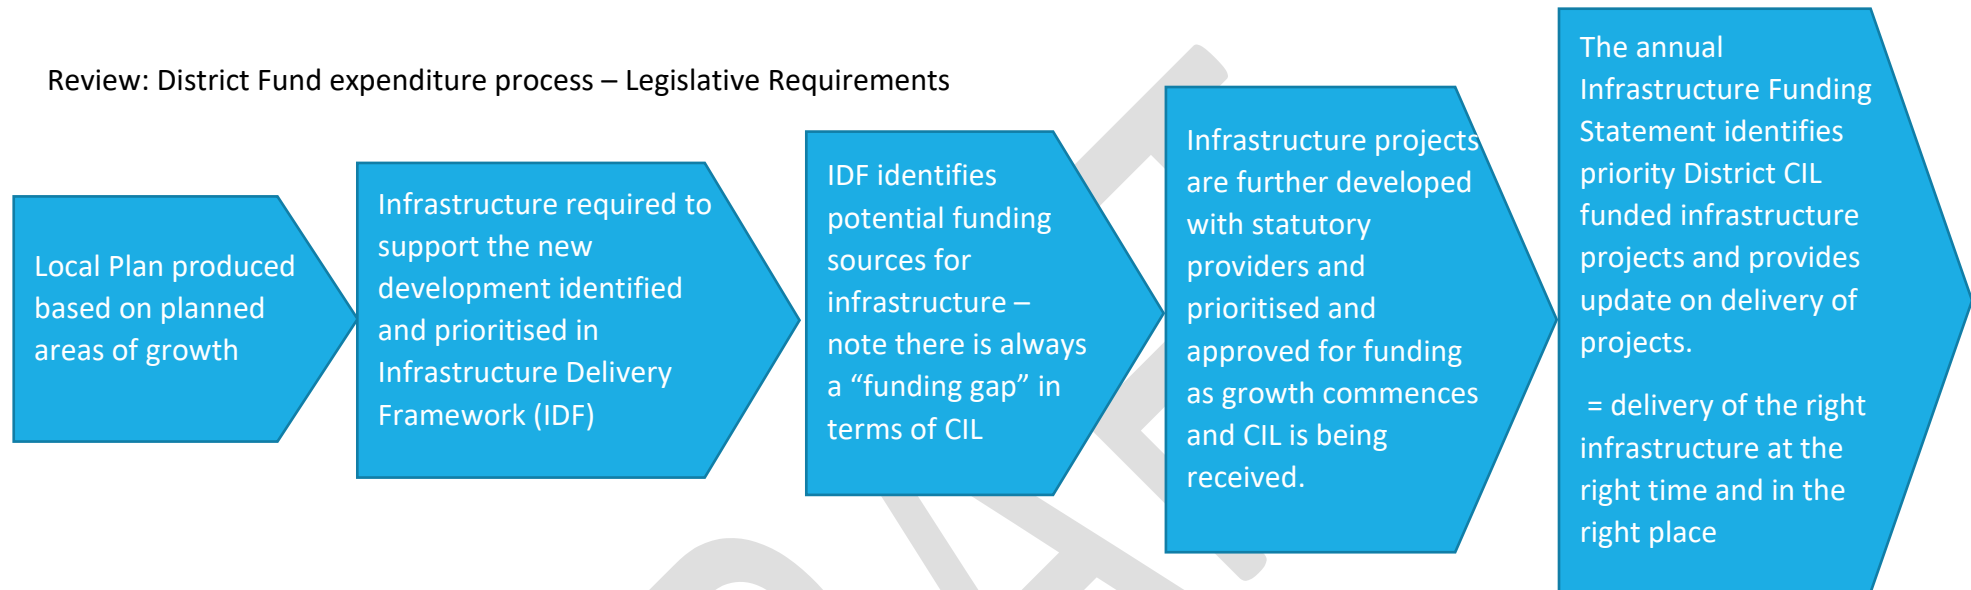 Review: District Fund expenditure process – Legislative Requirements
Local Plan produced
based on planned
areas of growth
Infrastructure required to
support the new
development identified
and prioritised in
Infrastructure Delivery
Framework (IDF)
IDF identifies
potential funding
sources for
infrastructure –
note there is always
a “funding gap” in
terms of CIL
Infrastructure projects
are further developed
with statutory
providers and
prioritised and
approved for funding
as growth commences
and CIL is being
received.
The annual
Infrastructure Funding
Statement identifies
priority District CIL
funded infrastructure
projects and provides
update on delivery of
projects.
= delivery of the right
infrastructure at the
right time and in the
right place